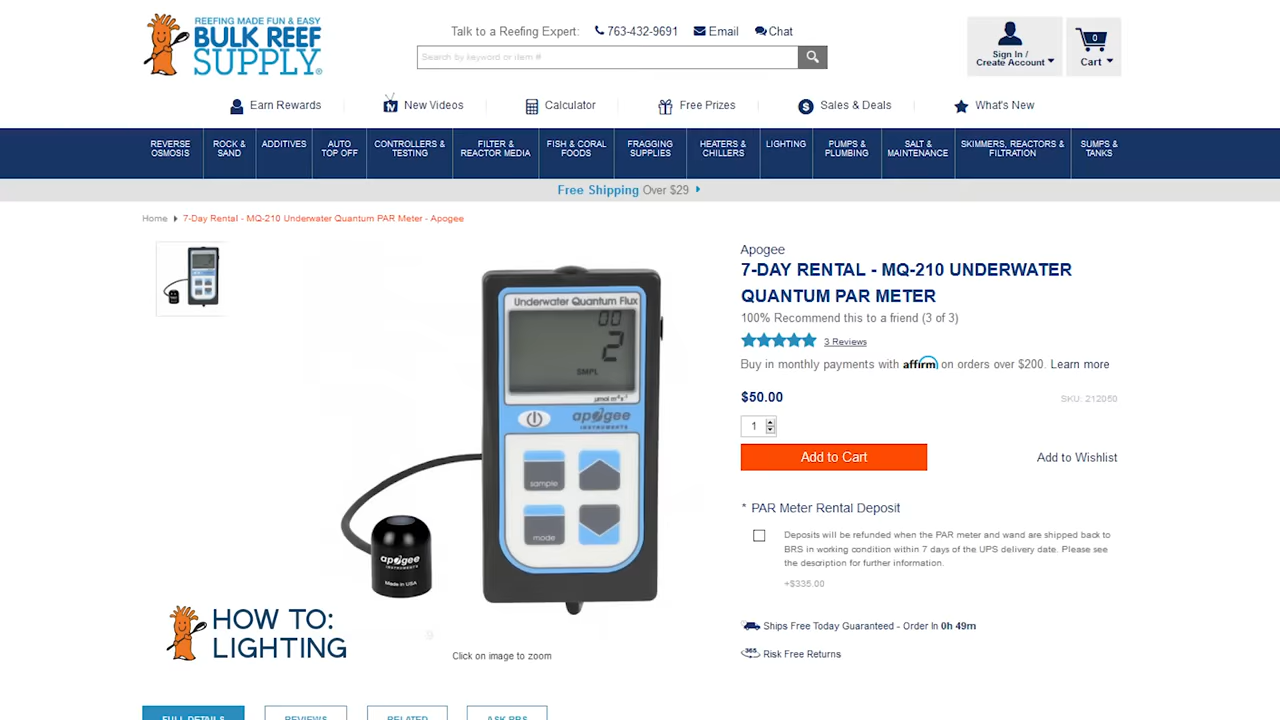 REEFING MADE FUN & EASY
BULK REEF
SUPPLY
Talk to a Reefing Expert: 763-432-9691 Email Chat
Search by keyword or item #
Sign In /
Create Account
0
Cart
Earn Rewards New Videos Calculator Free Prizes Sales & Deals What's New
REVERSE OSMOSIS
ROCK & SAND
ADDITIVES
AUTO TOP OFF
CONTROLLERS & TESTING
FILTER & REACTOR MEDIA
FISH & CORAL FOODS
FRAGGING SUPPLIES
HEATERS & CHILLERS
LIGHTING
PUMPS & PLUMBING
SALT & MAINTENANCE
SKIMMERS, REACTORS & FILTRATION
SUMPS & TANKS
Free Shipping Over $29
Home 7-Day Rental - MQ-210 Underwater Quantum PAR Meter - Apogee
Underwater Quantum Flux
00
2
SMPL
µmol m⁻² s⁻¹
apogee
INSTRUMENTS
sample
mode
apogee
INSTRUMENTS
Made in USA
HOW TO:
LIGHTING
Click on image to zoom
Apogee
7-DAY RENTAL - MQ-210 UNDERWATER
QUANTUM PAR METER
100% Recommend this to a friend (3 of 3)
3 Reviews
Buy in monthly payments with affirm on orders over $200. Learn more
$50.00 SKU: 212050
1
Add to Cart Add to Wishlist
* PAR Meter Rental Deposit
Deposits will be refunded when the PAR meter and wand are shipped back to
BRS in working condition within 7 days of the UPS delivery date. Please see
the description for further information.
+$335.00
Ships Free Today Guaranteed - Order In 0h 49m
365 Risk Free Returns
FULL DETAILS REVIEWS RELATED ASK BRS